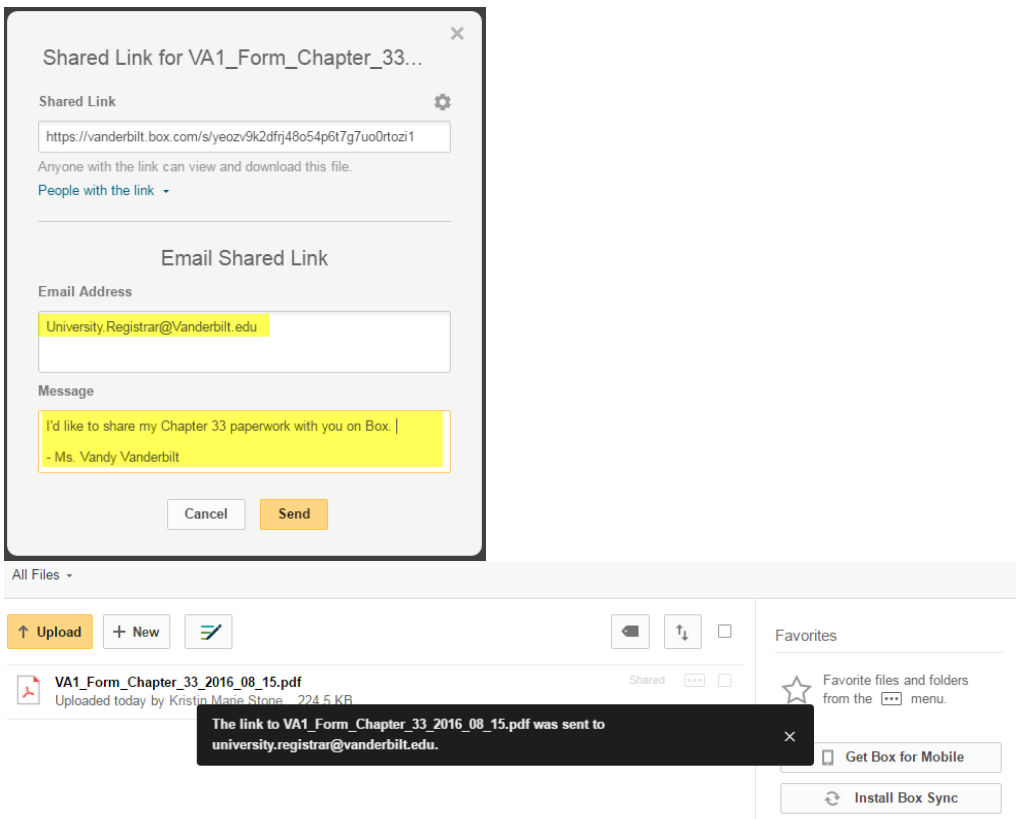 Shared Link for VA1_Form_Chapter_33...
Shared Link
https://vanderbilt.box.com/s/yeozv9k2dfrj48o54p6t7g7uo0rtozi1
Anyone with the link can view and download this file.
People with the link
Email Shared Link
Email Address
University.Registrar@Vanderbilt.edu
Message
I'd like to share my Chapter 33 paperwork with you on Box.
- Ms. Vandy Vanderbilt
Cancel Send
All Files
Upload + New
Favorites
VA1_Form_Chapter_33_2016_08_15.pdf Shared
Uploaded today by Kristin Marie Stone 224.5 KB
Favorite files and folders
from the ... menu.
The link to VA1_Form_Chapter_33_2016_08_15.pdf was sent to
university.registrar@vanderbilt.edu.
Get Box for Mobile
Install Box Sync